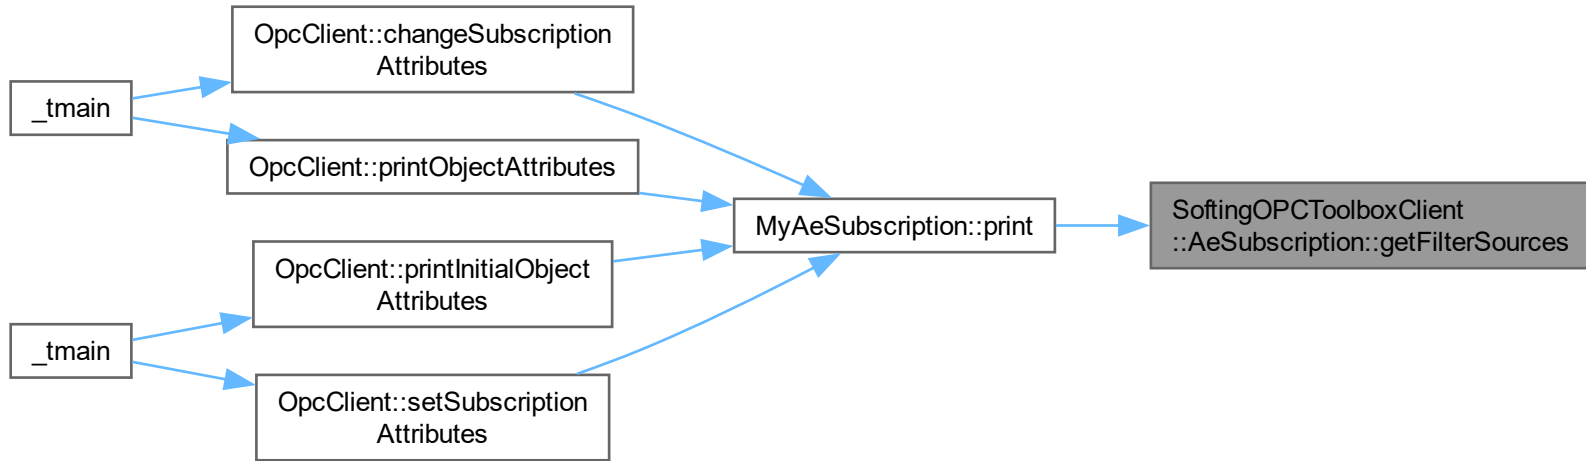 OpcClient::changeSubscription
Attributes
_tmain
OpcClient::printObjectAttributes
MyAeSubscription::print
SoftingOPCToolboxClient
::AeSubscription::getFilterSources
OpcClient::printInitialObject
Attributes
_tmain
OpcClient::setSubscription
Attributes